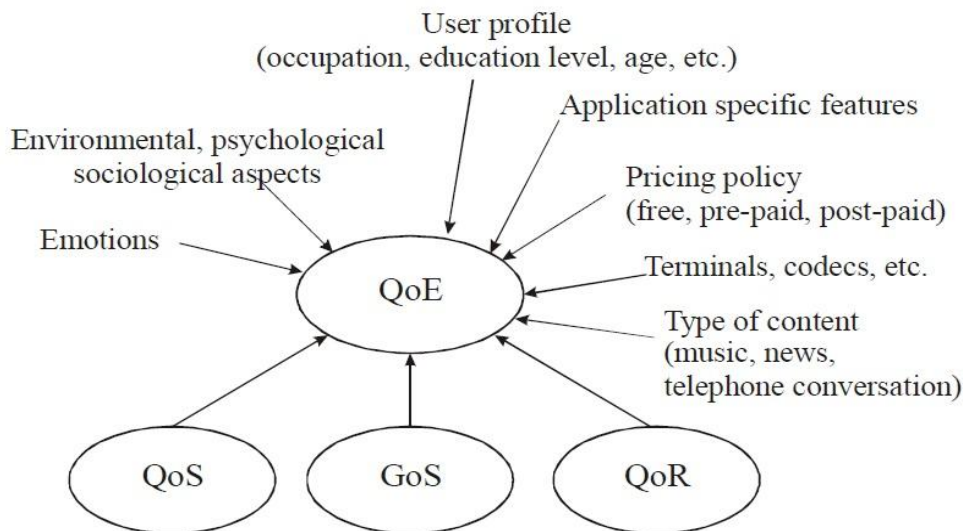 User profile
(occupation, education level, age, etc.)
Application specific features
Environmental, psychological
sociological aspects
Pricing policy
(free, pre-paid, post-paid)
Emotions
Terminals, codecs, etc.
QoE
Type of content
(music, news,
telephone conversation)
QoS
GoS
QoR